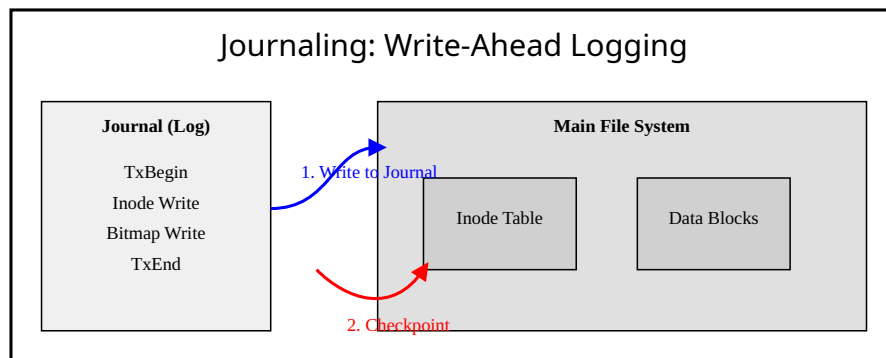 Journaling: Write-Ahead Logging
Journal (Log)
TxBegin
Inode Write
Bitmap Write
TxEnd
1. Write to Journal
2. Checkpoint
Main File System
Inode Table
Data Blocks